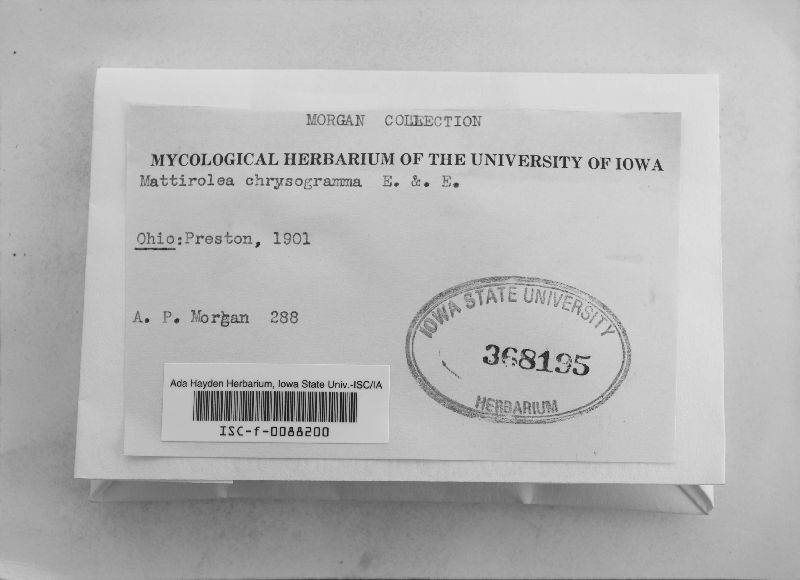 MORGAN COLLECTION
MYCOLOGICAL HERBARIUM OF THE UNIVERSITY OF IOWA
Mattirolea chrysogramma E. &. E.
Ohio:Preston, 1901
A. P. Morgan 288
IOWA STATE UNIVERSITY
368195
HERBARIUM
Ada Hayden Herbarium, Iowa State Univ.-ISC/IA
ISC-f-0088200